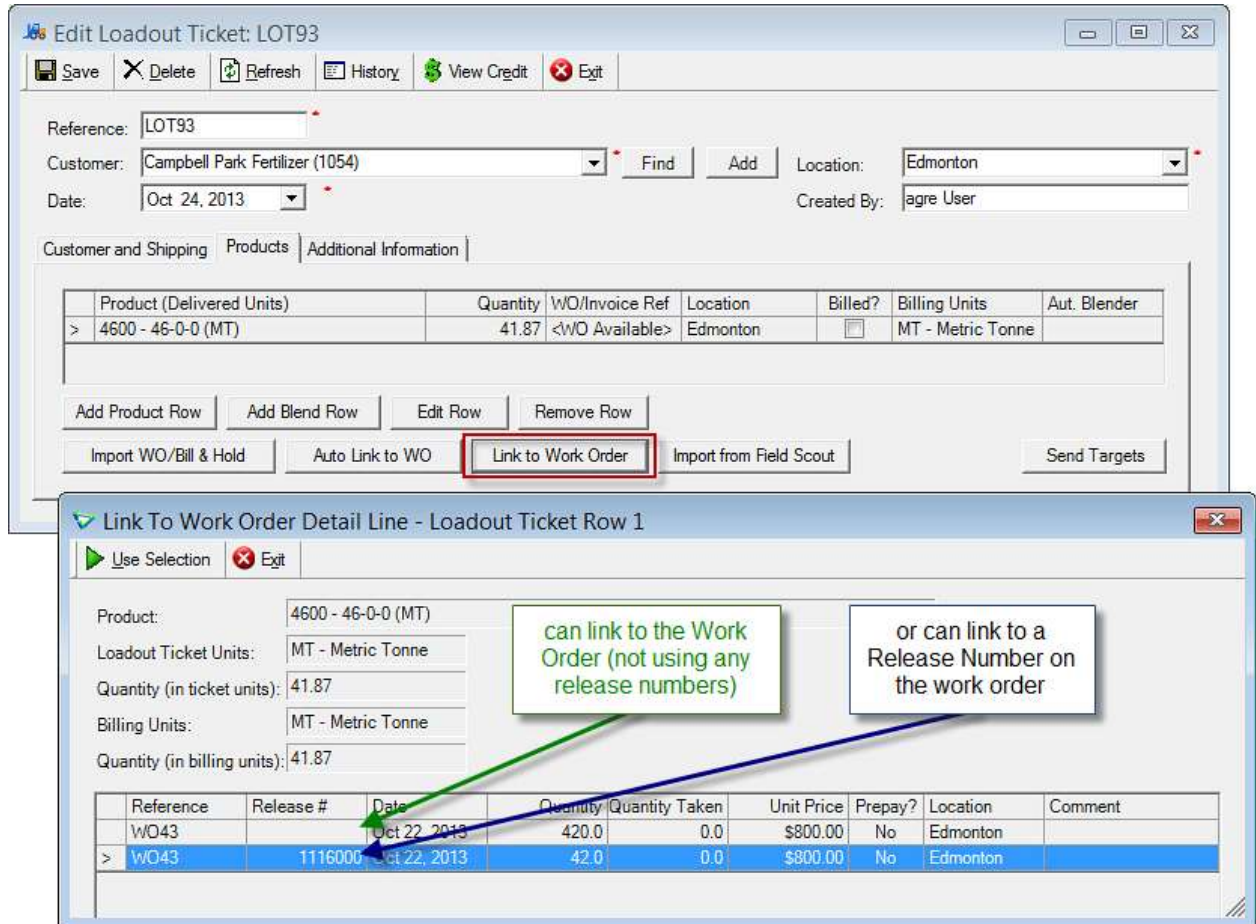 Edit Loadout Ticket: LOT93
Save Delete Refresh History View Credit Exit
Reference: LOT93 *
Customer: Campbell Park Fertilizer (1054) * Find Add Location: Edmonton *
Date: Oct 24, 2013 * Created By: agre User
Customer and Shipping Products Additional Information
Product (Delivered Units) Quantity WO/Invoice Ref Location Billed? Billing Units Aut. Blender
> 4600 - 46-0-0 (MT) 41.87 <WO Available> Edmonton MT - Metric Tonne
Add Product Row Add Blend Row Edit Row Remove Row
Import WO/Bill & Hold Auto Link to WO Link to Work Order Import from Field Scout Send Targets
Link To Work Order Detail Line - Loadout Ticket Row 1
Use Selection Exit
Product: 4600 - 46-0-0 (MT)
Loadout Ticket Units: MT - Metric Tonne
Quantity (in ticket units): 41.87
Billing Units: MT - Metric Tonne
Quantity (in billing units): 41.87
can link to the Work
Order (not using any
release numbers)
or can link to a
Release Number on
the work order
Reference Release # Date Quantity Quantity Taken Unit Price Prepay? Location Comment
WO43 Oct 22, 2013 420.0 0.0 $800.00 No Edmonton
> WO43 1116000 Oct 22, 2013 42.0 0.0 $800.00 No Edmonton